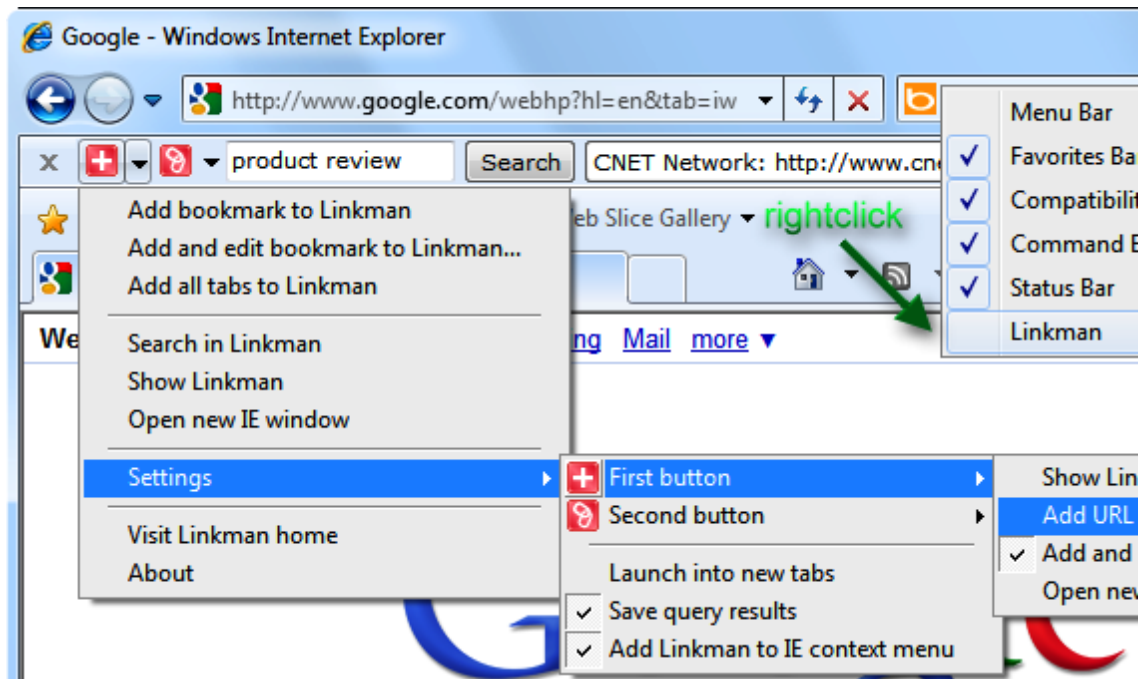 Google - Windows Internet Explorer
http://www.google.com/webhp?hl=en&tab=iw
Menu Bar
product review
Search
CNET Network: http://www.cne
Favorites Ba
Add bookmark to Linkman
eb Slice Gallery
rightclick
Compatibilit
Add and edit bookmark to Linkman...
Command
Add all tabs to Linkman
Status Bar
We
ng Mail more ▼
Linkman
Search in Linkman
Show Linkman
Open new IE window
Settings
First button
Show Lin
Second button
Add URL
Visit Linkman home
Add and
About
Launch into new tabs
Open new
Save query results
Add Linkman to IE context menu